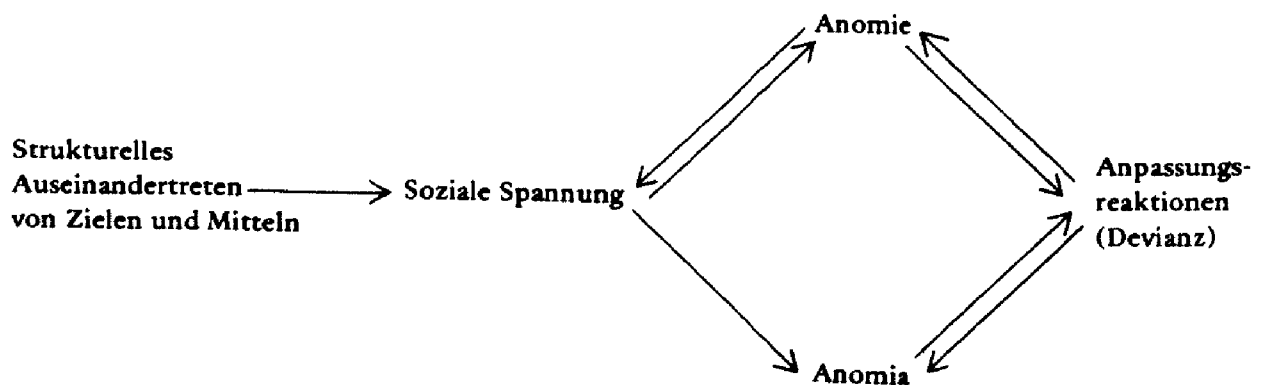 Anomie
Strukturelles
Auseinandertreten
von Zielen und Mitteln
Soziale Spannung
Anpassungs-
reaktionen
(Devianz)
Anomia